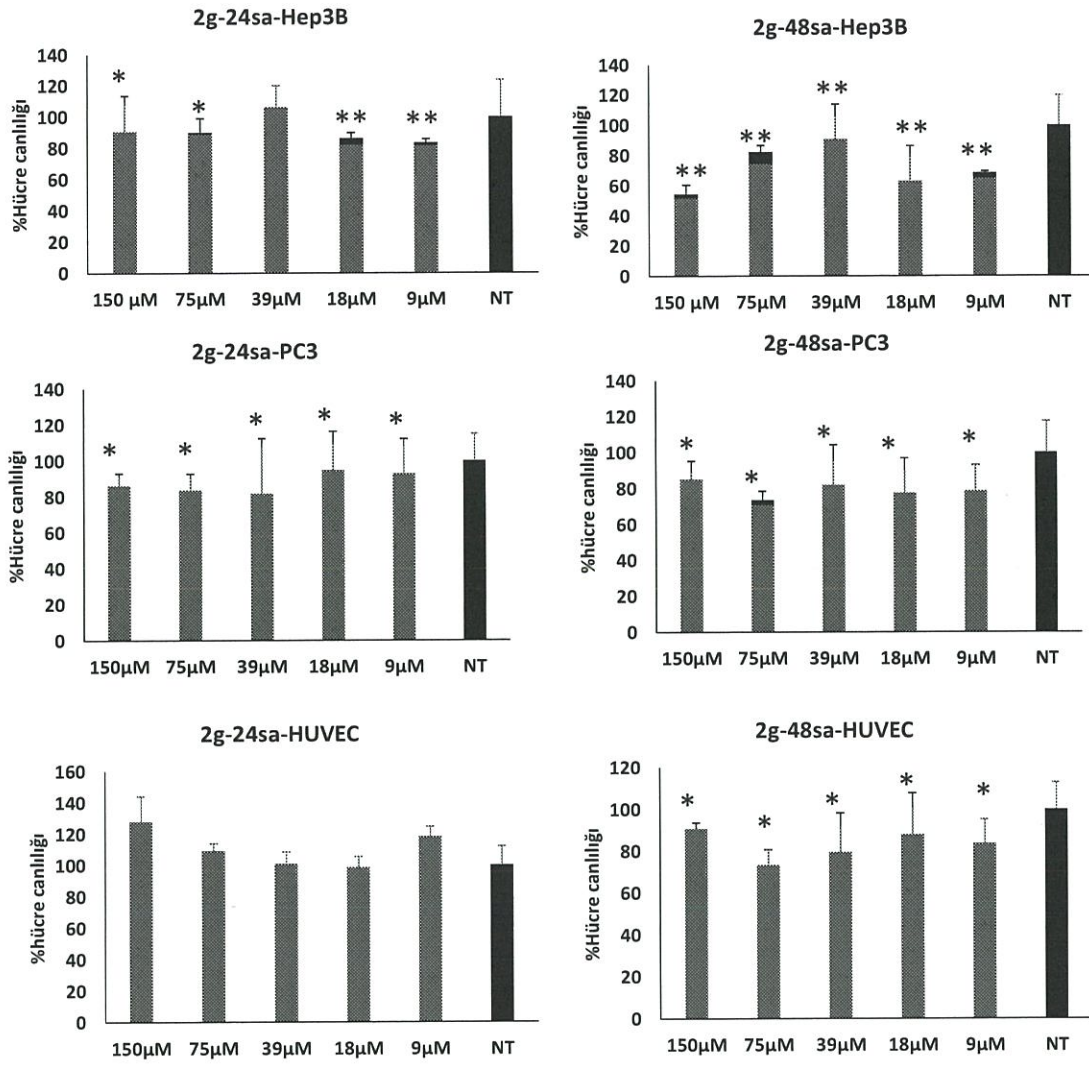 2g-24sa-Hep3B
%Hücre canlılığı
140
120
100
80
60
40
20
0
* * ** **
150 µM 75µM 39µM 18µM 9µM NT
2g-48sa-Hep3B
%Hücre canlılığı
140
120
100
80
60
40
20
0
** ** ** ** **
150 µM 75µM 39µM 18µM 9µM NT
2g-24sa-PC3
%Hücre canlılığı
140
120
100
80
60
40
20
0
* * * * *
150µM 75µM 39µM 18µM 9µM NT
2g-48sa-PC3
%hücre canlılığı
140
120
100
80
60
40
20
0
* * * * *
150µM 75µM 39µM 18µM 9µM NT
2g-24sa-HUVEC
%hücre canlılığı
160
140
120
100
80
60
40
20
0
150µM 75µM 39µM 18µM 9µM NT
2g-48sa-HUVEC
%Hücre canlılığı
120
100
80
60
40
20
0
* * * * *
150µM 75µM 39µM 18µM 9µM NT